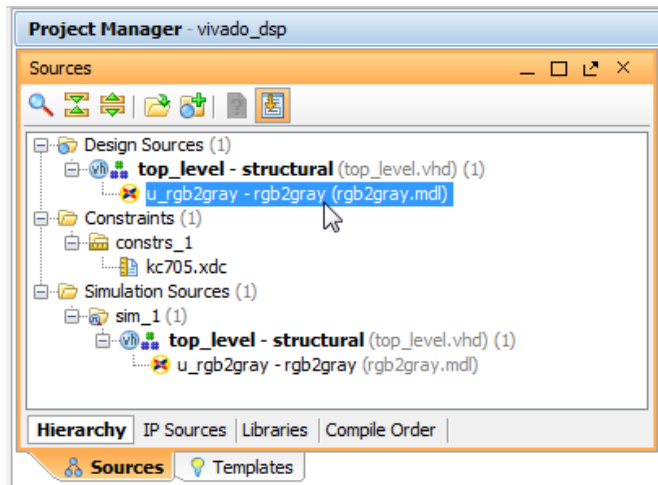 Project Manager - vivado_dsp
Sources
Design Sources (1)
top_level - structural (top_level.vhd) (1)
u_rgb2gray - rgb2gray (rgb2gray.mdl)
Constraints (1)
constrs_1
kc705.xdc
Simulation Sources (1)
sim_1 (1)
top_level - structural (top_level.vhd) (1)
u_rgb2gray - rgb2gray (rgb2gray.mdl)
Hierarchy IP Sources Libraries Compile Order
Sources Templates